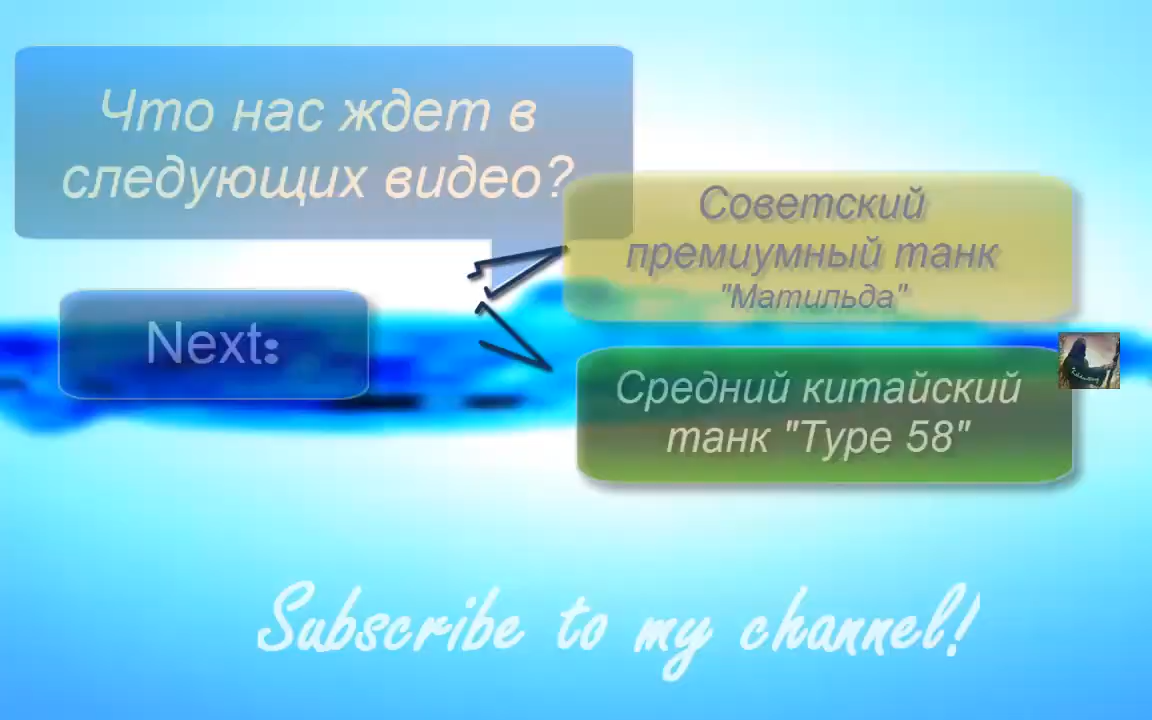 Что нас ждет в
следующих видео?
Советский
премиумный танк
"Матильда"
Next:
Средний китайский
танк "Type 58"
Subscribe to my channel!